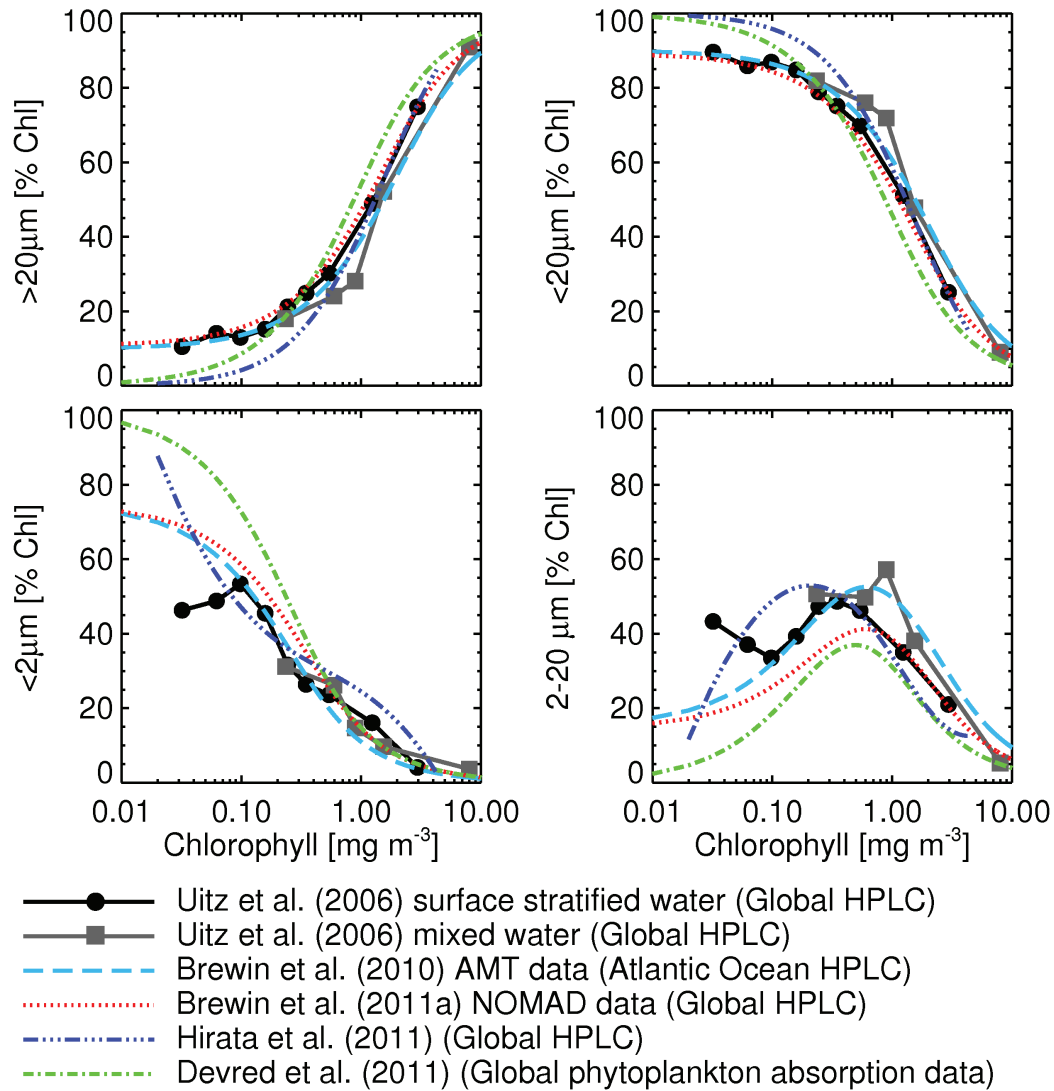 100
80
60
40
20
0
>20μm [% Chl]
100
80
60
40
20
0
<20μm [% Chl]
100
80
60
40
20
0
<2μm [% Chl]
0.01 0.10 1.00 10.00
Chlorophyll [mg m⁻³]
100
80
60
40
20
0
2-20 μm [% Chl]
0.01 0.10 1.00 10.00
Chlorophyll [mg m⁻³]
Uitz et al. (2006) surface stratified water (Global HPLC)
Uitz et al. (2006) mixed water (Global HPLC)
Brewin et al. (2010) AMT data (Atlantic Ocean HPLC)
Brewin et al. (2011a) NOMAD data (Global HPLC)
Hirata et al. (2011) (Global HPLC)
Devred et al. (2011) (Global phytoplankton absorption data)